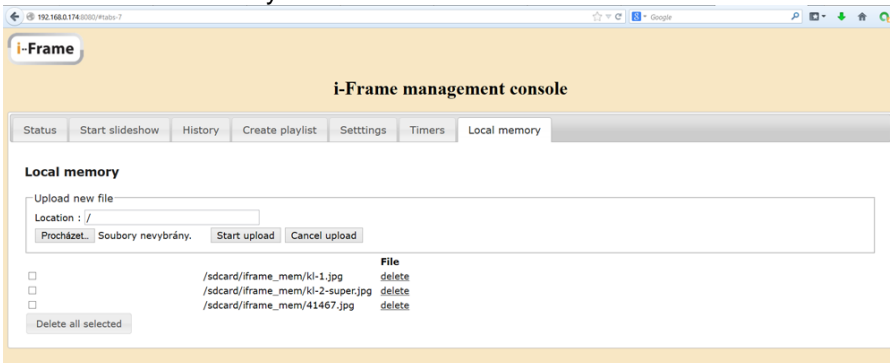 192.168.0.174:8080/#tabs-7
Google
i-Frame
i-Frame management console
Status Start slideshow History Create playlist Setttings Timers Local memory
Local memory
Upload new file
Location : /
Procházet.. Soubory nevybrány. Start upload Cancel upload
File
/sdcard/iframe_mem/kl-1.jpg delete
/sdcard/iframe_mem/kl-2-super.jpg delete
/sdcard/iframe_mem/41467.jpg delete
Delete all selected